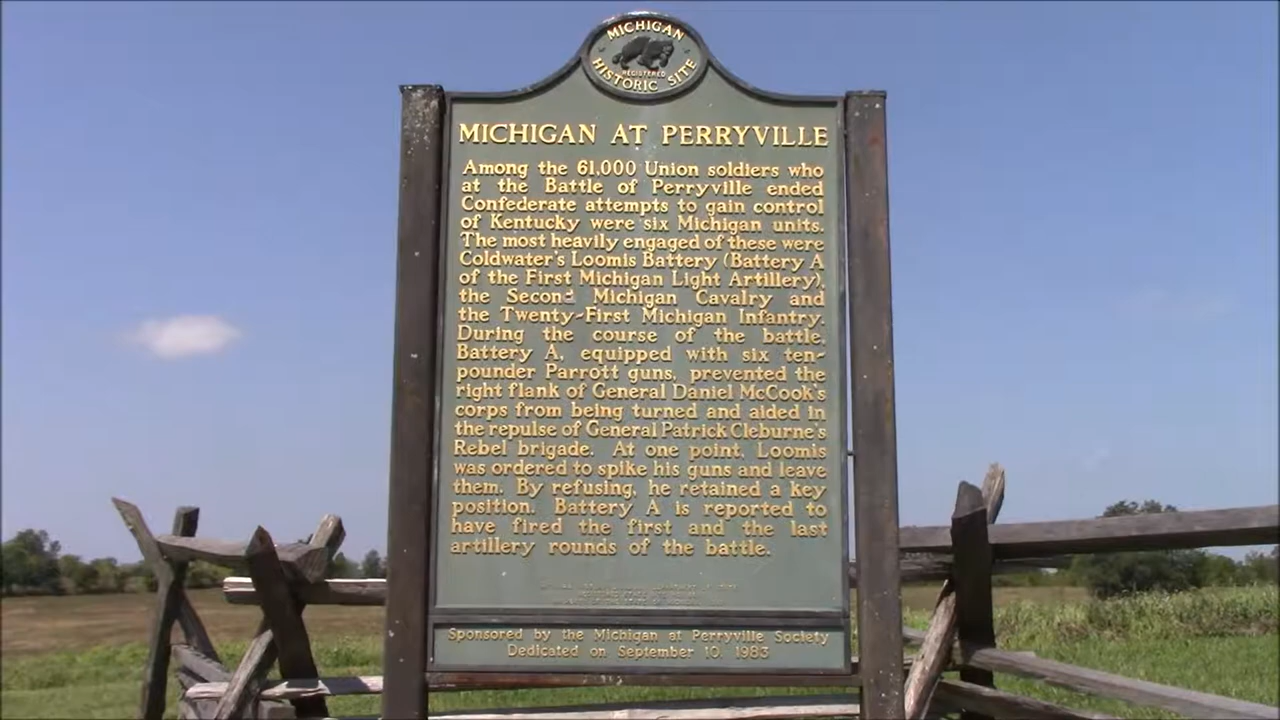 MICHIGAN
REGISTERED
HISTORIC SITE
MICHIGAN AT PERRYVILLE
Among the 61,000 Union soldiers who
at the Battle of Perryville ended
Confederate attempts to gain control
of Kentucky were six Michigan units.
The most heavily engaged of these were
Coldwater's Loomis Battery (Battery A
of the First Michigan Light Artillery),
the Second Michigan Cavalry and
the Twenty-First Michigan Infantry.
During the course of the battle,
Battery A, equipped with six ten-
pounder Parrott guns, prevented the
right flank of General Daniel McCook's
corps from being turned and aided in
the repulse of General Patrick Cleburne's
Rebel brigade. At one point, Loomis
was ordered to spike his guns and leave
them. By refusing, he retained a key
position. Battery A is reported to
have fired the first and the last
artillery rounds of the battle.
Sponsored by the Michigan at Perryville Society
Dedicated on September 10, 1983